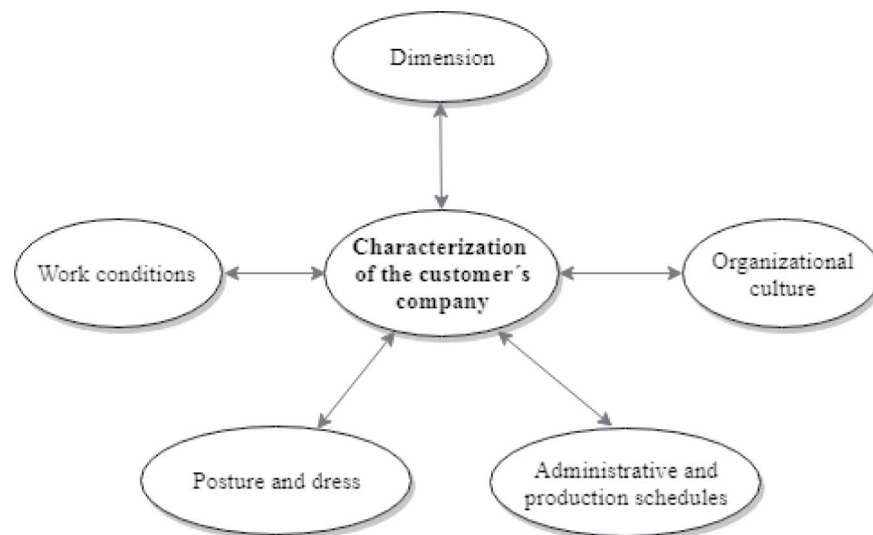 Dimension
Work conditions
Characterization
of the customer´s
company
Organizational
culture
Posture and dress
Administrative and
production schedules